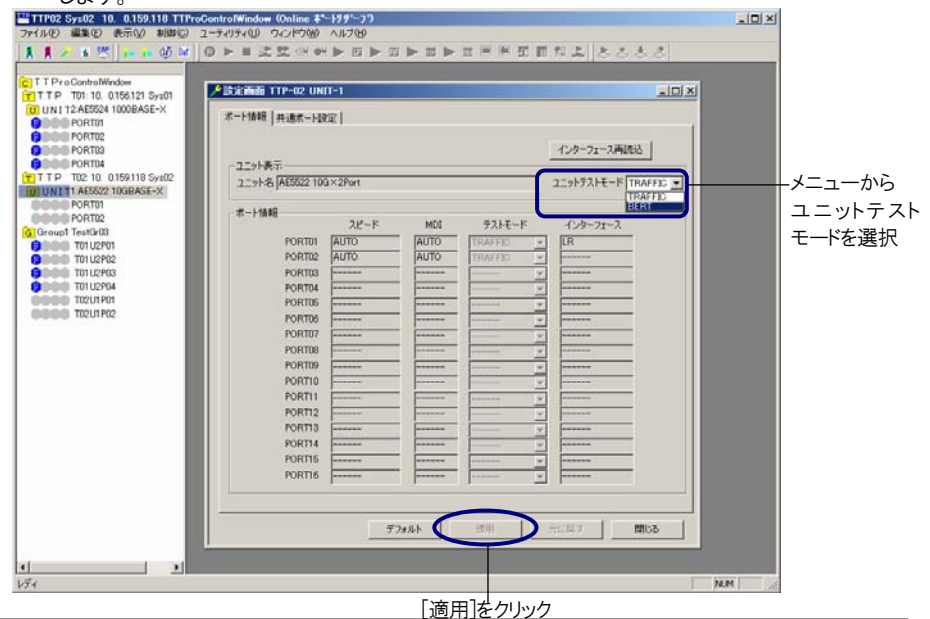 します。
TTP02 Sys02 10. 0.159.118 TTProControlWindow (Online キープトリガーフ)
ファイル(F) 編集(E) 表示(V) 制御(C) ユーティリティ(U) ウィンドウ(W) ヘルプ(H)
TTProControlWindow
TTP T01: 10. 0.156.121 Sys01
UNIT2:AE5524 1000BASE-X
PORT01
PORT02
PORT03
PORT04
TTP T02: 10. 0.159.118 Sys02
UNIT1:AE5522 10GBASE-X
PORT01
PORT02
Group1 TestGr03
T01U2P01
T01U2P02
T01U2P03
T01U2P04
T02U1P01
T02U1P02
設定画面 TTP-02 UNIT-1
ポート情報 共通ポート設定
インターフェース再読込
ユニット表示
ユニット名 AE5522 10G×2Port ユニットテストモード TRAFFIC
TRAFFIC
BERT
ポート情報
スピード MDI テストモード インターフェース
PORT01 AUTO AUTO TRAFFIC LR
PORT02 AUTO AUTO TRAFFIC ------
PORT03 ------ ------ ------ ------
PORT04 ------ ------ ------ ------
PORT05 ------ ------ ------ ------
PORT06 ------ ------ ------ ------
PORT07 ------ ------ ------ ------
PORT08 ------ ------ ------ ------
PORT09 ------ ------ ------ ------
PORT10 ------ ------ ------ ------
PORT11 ------ ------ ------ ------
PORT12 ------ ------ ------ ------
PORT13 ------ ------ ------ ------
PORT14 ------ ------ ------ ------
PORT15 ------ ------ ------ ------
PORT16 ------ ------ ------ ------
デフォルト 適用 元に戻す 閉じる
メニューから
ユニットテスト
モードを選択
レディ NUM
[適用]をクリック